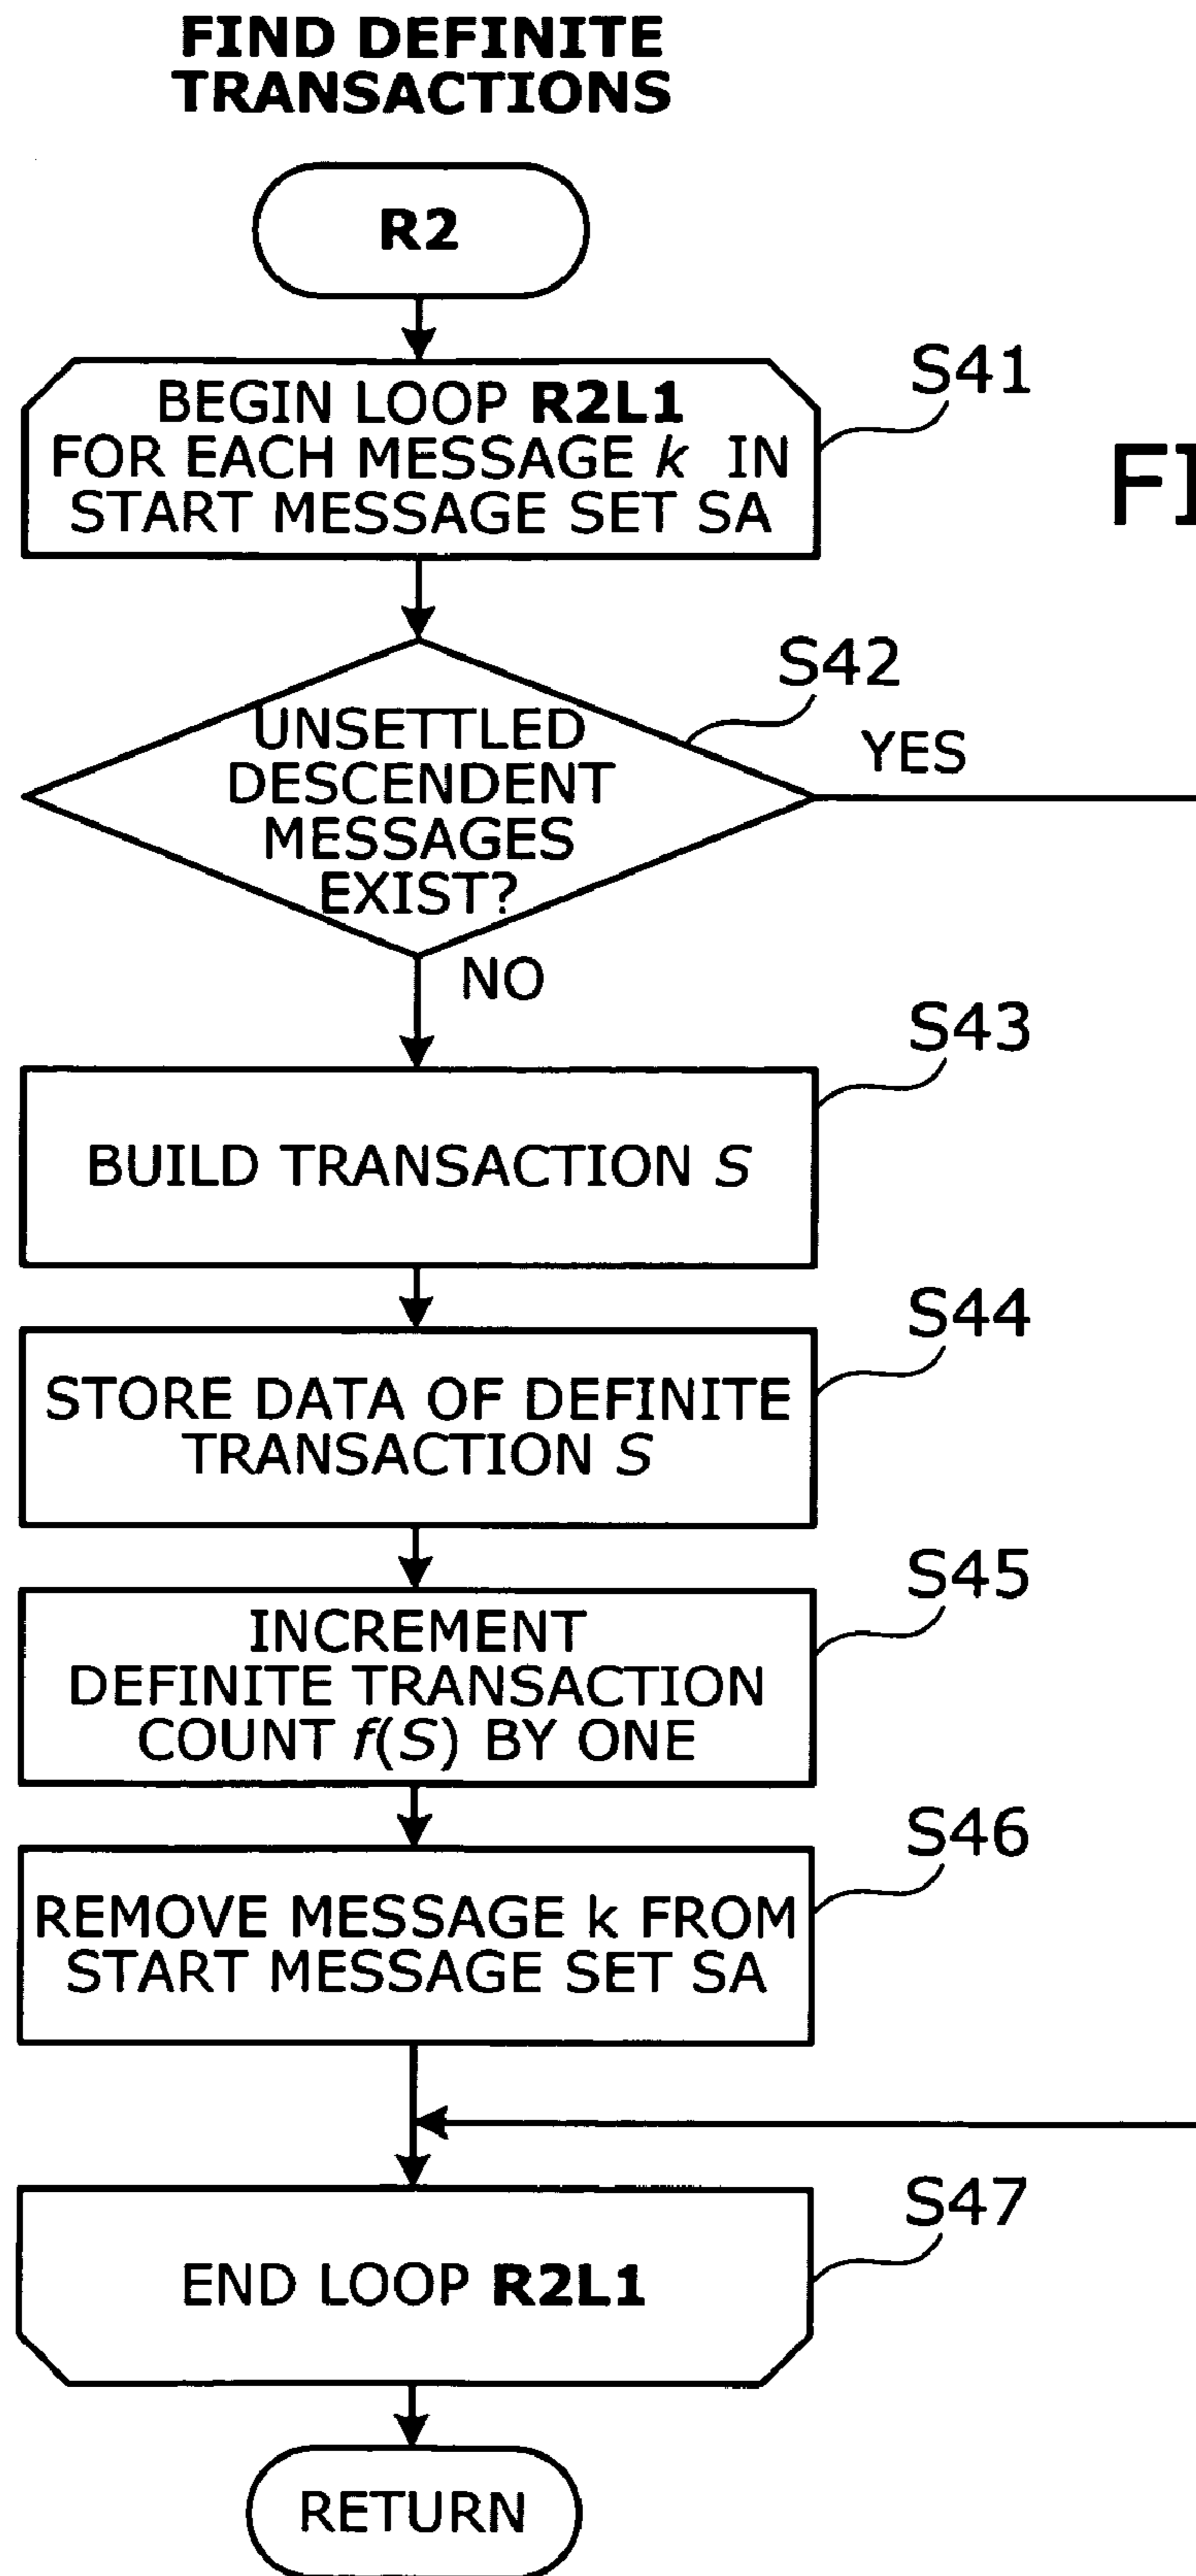 FIND DEFINITE
TRANSACTIONS
R2
S41
BEGIN LOOP R2L1
FOR EACH MESSAGE k IN
START MESSAGE SET SA
FI
S42
UNSETTLED
DESCENDENT
MESSAGES
EXIST?
YES
NO
S43
BUILD TRANSACTION S
S44
STORE DATA OF DEFINITE
TRANSACTION S
S45
INCREMENT
DEFINITE TRANSACTION
COUNT f(S) BY ONE
S46
REMOVE MESSAGE k FROM
START MESSAGE SET SA
S47
END LOOP R2L1
RETURN